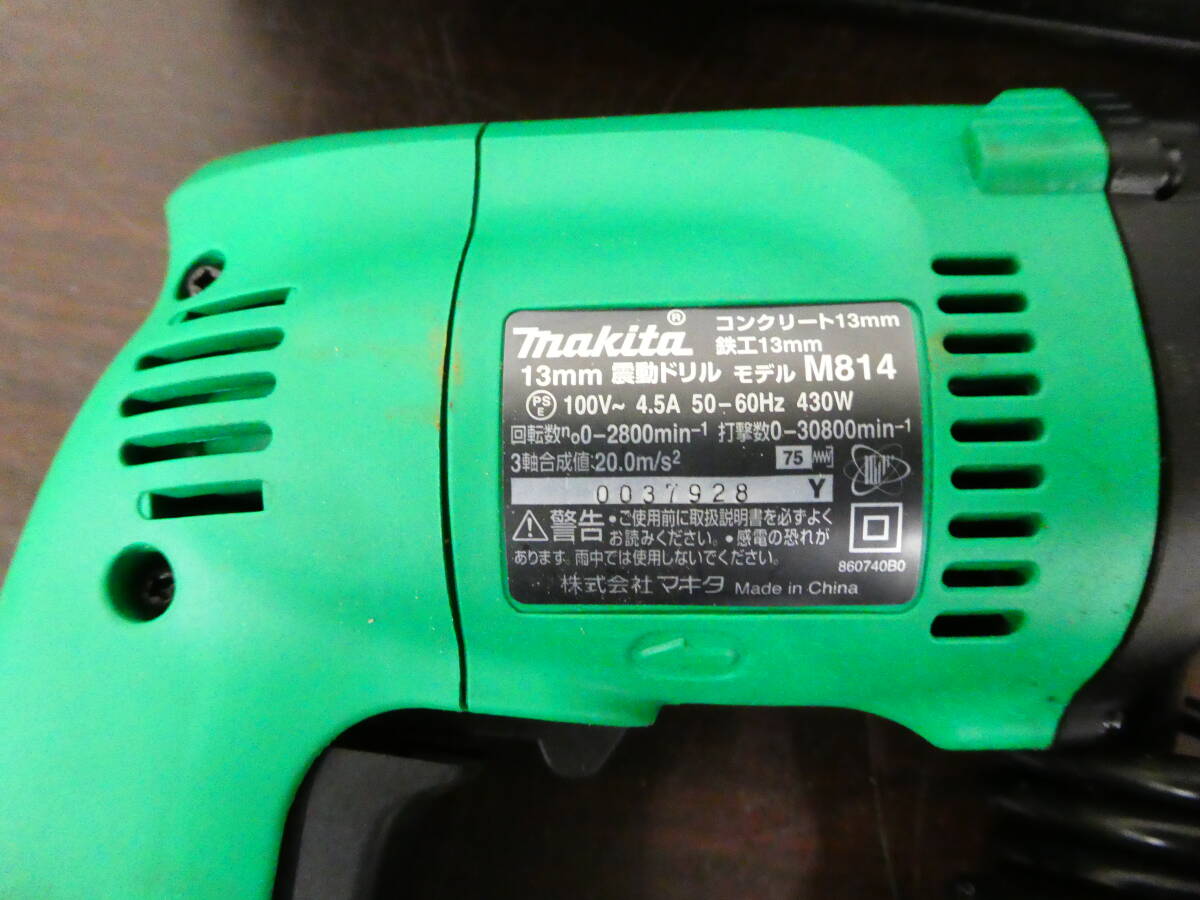 makita® コンクリート13mm
鉄工13mm
13mm 震動ドリル モデル M814
PSE 100V~ 4.5A 50-60Hz 430W
回転数n₀0-2800min⁻¹ 打撃数0-30800min⁻¹
3軸合成値:20.0m/s² 75
0037928 Y
警告 •ご使用前に取扱説明書を必ずよく
お読みください。•感電の恐れが
あります。雨中では使用しないでください。
860740B0
株式会社マキタ Made in China